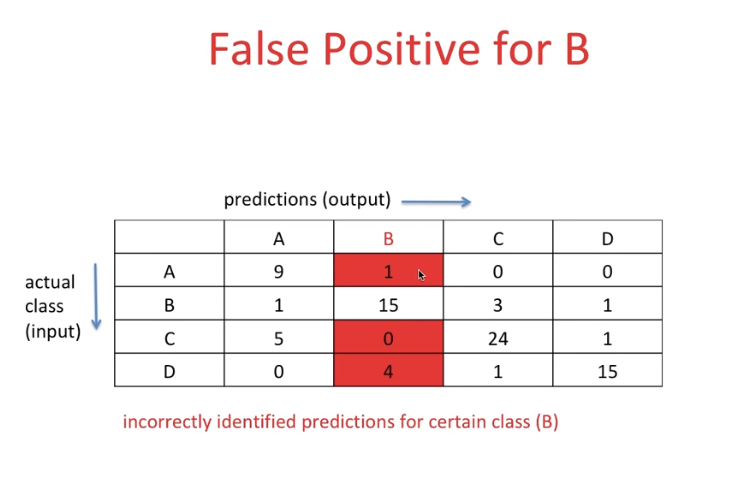 False Positive for B
predictions (output)
A B C D
actual
class
(input)
A 9 1 0 0
B 1 15 3 1
C 5 0 24 1
D 0 4 1 15
incorrectly identified predictions for certain class (B)